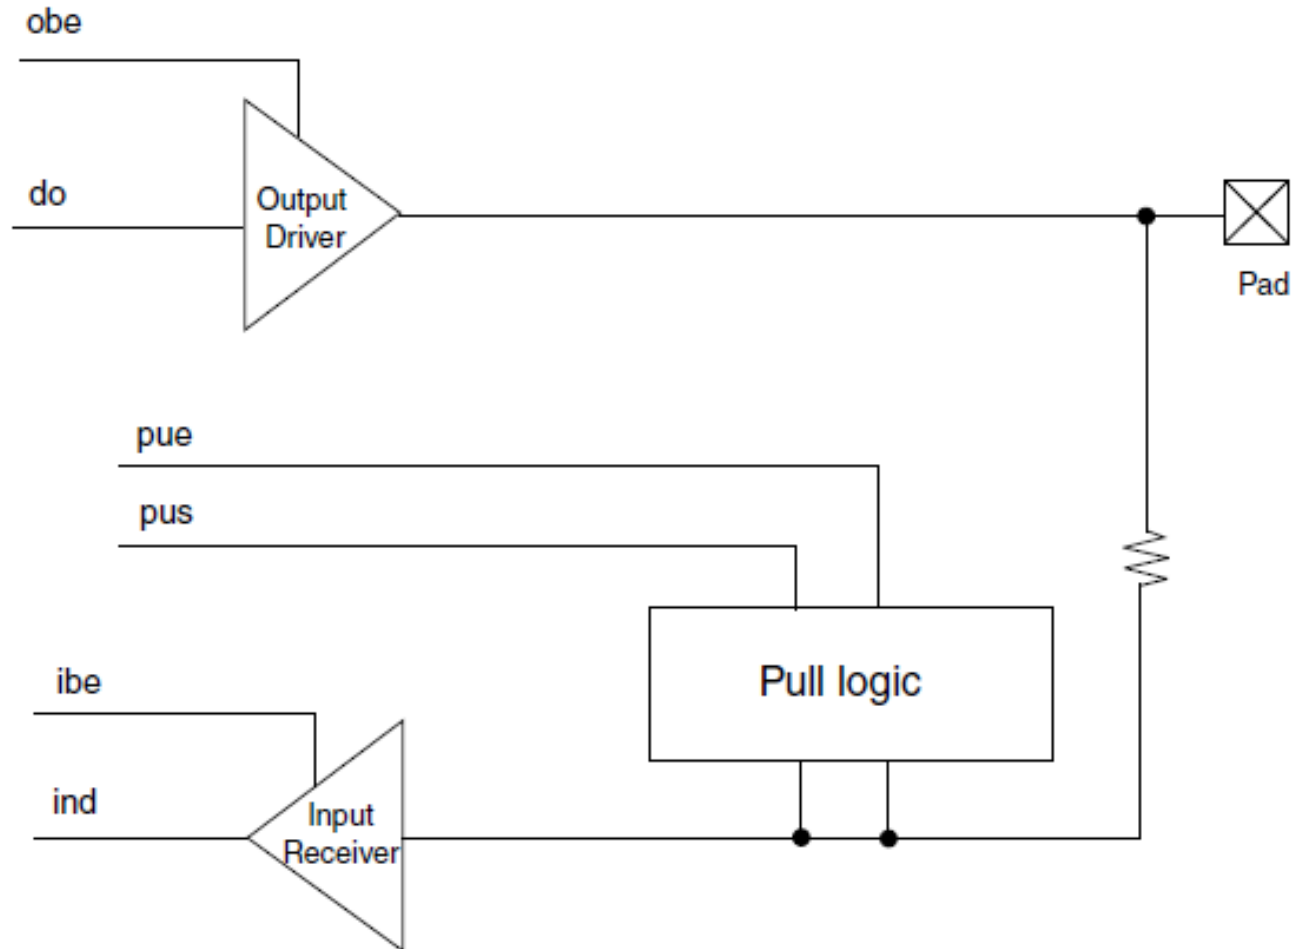 obe
do
Output
Driver
Pad
pue
pus
Pull logic
ibe
ind
Input
Receiver